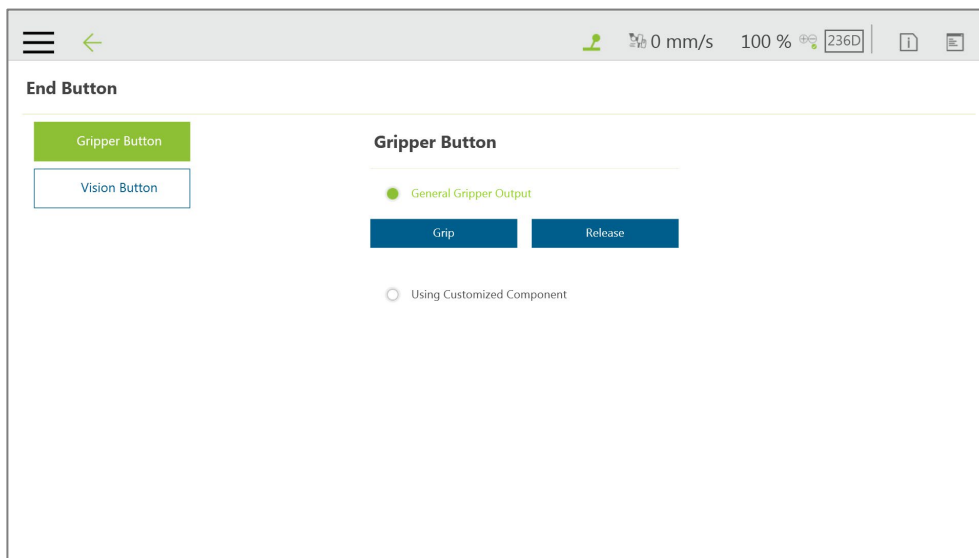 0 mm/s 100 % 236D
End Button
Gripper Button
Vision Button
Gripper Button
General Gripper Output
Grip Release
Using Customized Component